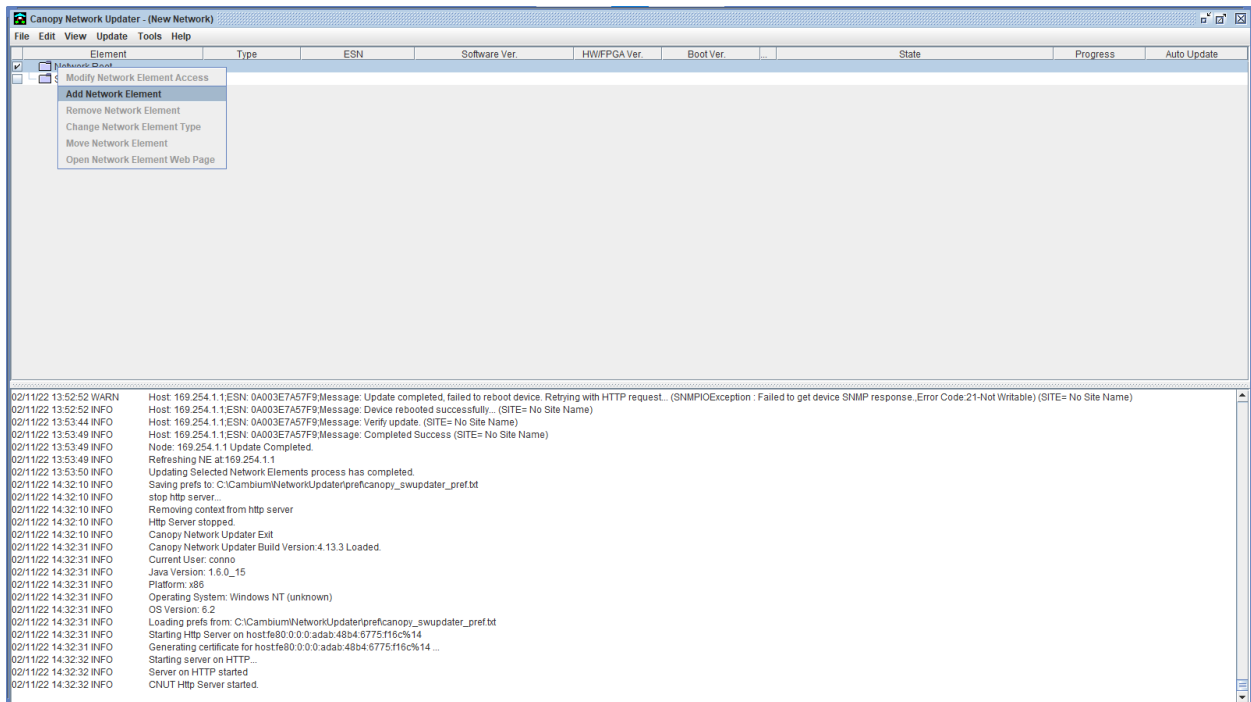 Canopy Network Updater - (New Network)
File Edit View Update Tools Help
Element Type ESN Software Ver. HW/FPGA Ver. Boot Ver. ... State Progress Auto Update
Network Root
S
Modify Network Element Access
Add Network Element
Remove Network Element
Change Network Element Type
Move Network Element
Open Network Element Web Page
02/11/22 13:52:52 WARN Host: 169.254.1.1;ESN: 0A003E7A57F9;Message: Update completed, failed to reboot device. Retrying with HTTP request... (SNMPIOException : Failed to get device SNMP response.,Error Code:21-Not Writable) (SITE= No Site Name)
02/11/22 13:52:52 INFO Host: 169.254.1.1;ESN: 0A003E7A57F9;Message: Device rebooted successfully... (SITE= No Site Name)
02/11/22 13:53:44 INFO Host: 169.254.1.1;ESN: 0A003E7A57F9;Message: Verify update. (SITE= No Site Name)
02/11/22 13:53:49 INFO Host: 169.254.1.1;ESN: 0A003E7A57F9;Message: Completed Success (SITE= No Site Name)
02/11/22 13:53:49 INFO Node: 169.254.1.1 Update Completed.
02/11/22 13:53:49 INFO Refreshing NE at:169.254.1.1
02/11/22 13:53:50 INFO Updating Selected Network Elements process has completed.
02/11/22 14:32:10 INFO Saving prefs to: C:\Cambium\NetworkUpdater\pref\canopy_swupdater_pref.txt
02/11/22 14:32:10 INFO stop http server...
02/11/22 14:32:10 INFO Removing context from http server
02/11/22 14:32:10 INFO Http Server stopped.
02/11/22 14:32:10 INFO Canopy Network Updater Exit
02/11/22 14:32:31 INFO Canopy Network Updater Build Version:4.13.3 Loaded.
02/11/22 14:32:31 INFO Current User: conno
02/11/22 14:32:31 INFO Java Version: 1.6.0_15
02/11/22 14:32:31 INFO Platform: x86
02/11/22 14:32:31 INFO Operating System: Windows NT (unknown)
02/11/22 14:32:31 INFO OS Version: 6.2
02/11/22 14:32:31 INFO Loading prefs from: C:\Cambium\NetworkUpdater\pref\canopy_swupdater_pref.txt
02/11/22 14:32:31 INFO Starting Http Server on host:fe80:0:0:0:adab:48b4:6775:f16c%14
02/11/22 14:32:31 INFO Generating certificate for host:fe80:0:0:0:adab:48b4:6775:f16c%14 ...
02/11/22 14:32:32 INFO Starting server on HTTP...
02/11/22 14:32:32 INFO Server on HTTP started
02/11/22 14:32:32 INFO CNUT Http Server started.